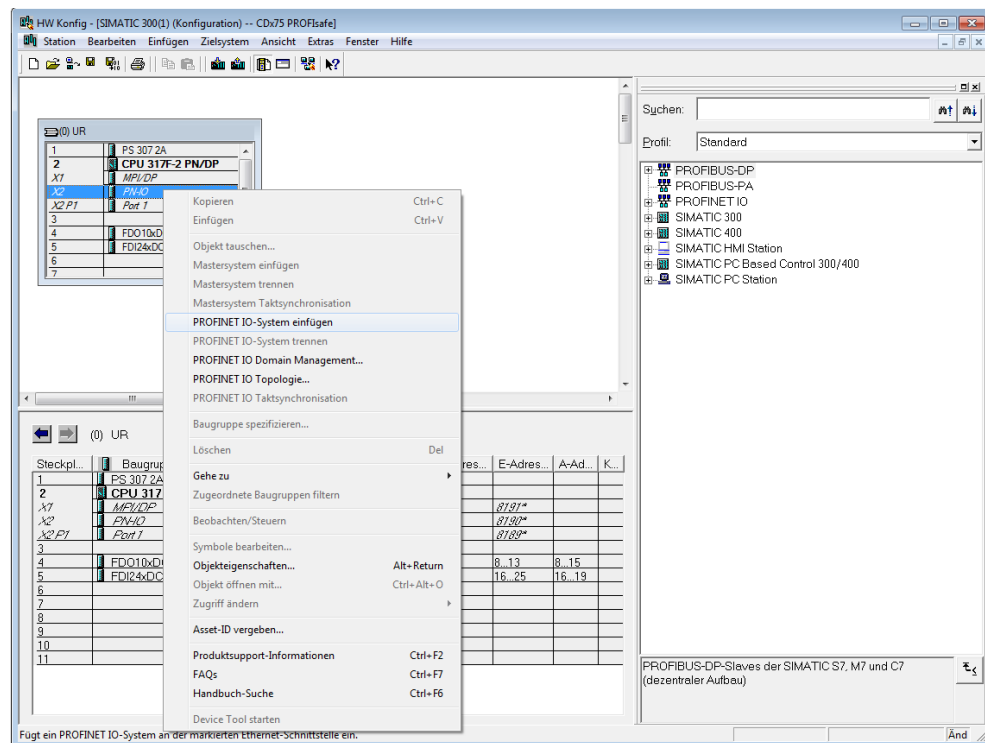 HW Konfig - [SIMATIC 300(1) (Konfiguration) -- CDx75 PROFIsafe]
Station Bearbeiten Einfügen Zielsystem Ansicht Extras Fenster Hilfe
(0) UR
1 PS 307 2A
2 CPU 317F-2 PN/DP
X1 MPI/DP
X2 PN-IO
X2 P1 Port 1
3
4 FDO10xD
5 FDI24xDC
6
7
Kopieren Ctrl+C
Einfügen Ctrl+V
Objekt tauschen...
Mastersystem einfügen
Mastersystem trennen
Mastersystem Taktsynchronisation
PROFINET IO-System einfügen
PROFINET IO-System trennen
PROFINET IO Domain Management...
PROFINET IO Topologie...
PROFINET IO Taktsynchronisation
Baugruppe spezifizieren...
Löschen Del
Gehe zu
Zugeordnete Baugruppen filtern
Beobachten/Steuern
Symbole bearbeiten...
Objekteigenschaften... Alt+Return
Objekt öffnen mit... Ctrl+Alt+O
Zugriff ändern
Asset-ID vergeben...
Produktsupport-Informationen Ctrl+F2
FAQs Ctrl+F7
Handbuch-Suche Ctrl+F6
Device Tool starten
Suchen:
Profil: Standard
PROFIBUS-DP
PROFIBUS-PA
PROFINET IO
SIMATIC 300
SIMATIC 400
SIMATIC HMI Station
SIMATIC PC Based Control 300/400
SIMATIC PC Station
(0) UR
Steckpl... Baugrup res... E-Adres... A-Ad... K...
1 PS 307 2A
2 CPU 317
X1 MPI/DP 8191*
X2 PN-IO 8190*
X2 P1 Port 1 8189*
3
4 FDO10xD 8...13 8...15
5 FDI24xDC 16...25 16...19
6
7
8
9
10
11
PROFIBUS-DP-Slaves der SIMATIC S7, M7 und C7
(dezentraler Aufbau)
Fügt ein PROFINET IO-System an der markierten Ethernet-Schnittstelle ein.
Änd